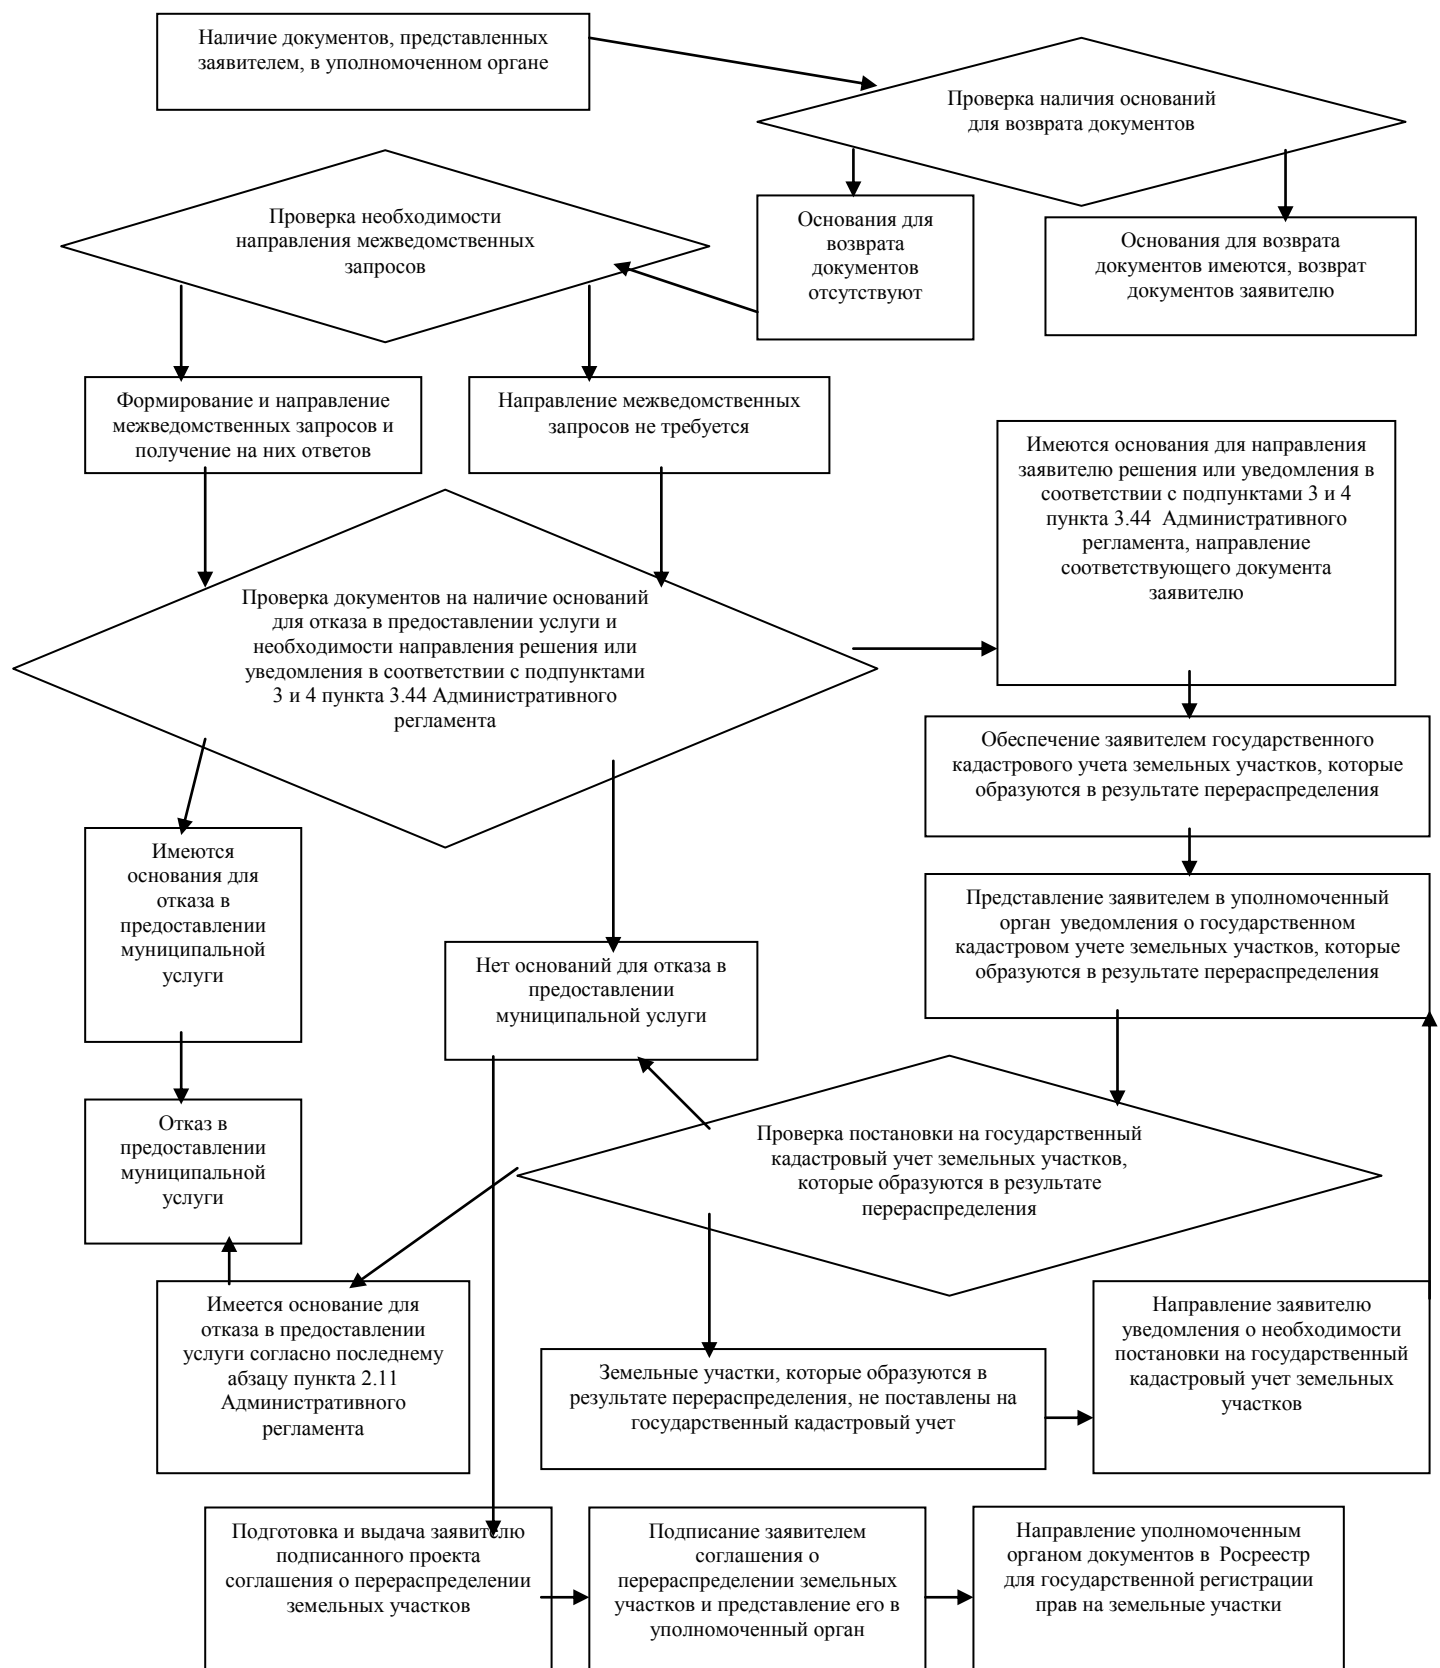 Наличие документов, представленных
заявителем, в уполномоченном органе
Проверка наличия оснований
для возврата документов
Проверка необходимости
направления межведомственных
запросов
Основания для
возврата
документов
отсутствуют
Основания для возврата
документов имеются, возврат
документов заявителю
Формирование и направление
межведомственных запросов и
получение на них ответов
Направление межведомственных
запросов не требуется
Имеются основания для направления
заявителю решения или уведомления в
соответствии с подпунктами 3 и 4
пункта 3.44 Административного
регламента, направление
соответствующего документа
заявителю
Проверка документов на наличие оснований
для отказа в предоставлении услуги и
необходимости направления решения или
уведомления в соответствии с подпунктами
3 и 4 пункта 3.44 Административного
регламента
Обеспечение заявителем государственного
кадастрового учета земельных участков, которые
образуются в результате перераспределения
Имеются
основания для
отказа в
предоставлении
муниципальной
услуги
Представление заявителем в уполномоченный
орган уведомления о государственном
кадастровом учете земельных участков, которые
образуются в результате перераспределения
Нет оснований для отказа в
предоставлении
муниципальной услуги
Отказ в
предоставлении
муниципальной
услуги
Проверка постановки на государственный
кадастровый учет земельных участков,
которые образуются в результате
перераспределения
Имеется основание для
отказа в предоставлении
услуги согласно последнему
абзацу пункта 2.11
Административного
регламента
Земельные участки, которые образуются в
результате перераспределения, не поставлены на
государственный кадастровый учет
Направление заявителю
уведомления о необходимости
постановки на государственный
кадастровый учет земельных
участков
Подготовка и выдача заявителю
подписанного проекта
соглашения о перераспределении
земельных участков
Подписание заявителем
соглашения о
перераспределении земельных
участков и представление его в
уполномоченный орган
Направление уполномоченным
органом документов в Росреестр
для государственной регистрации
прав на земельные участки